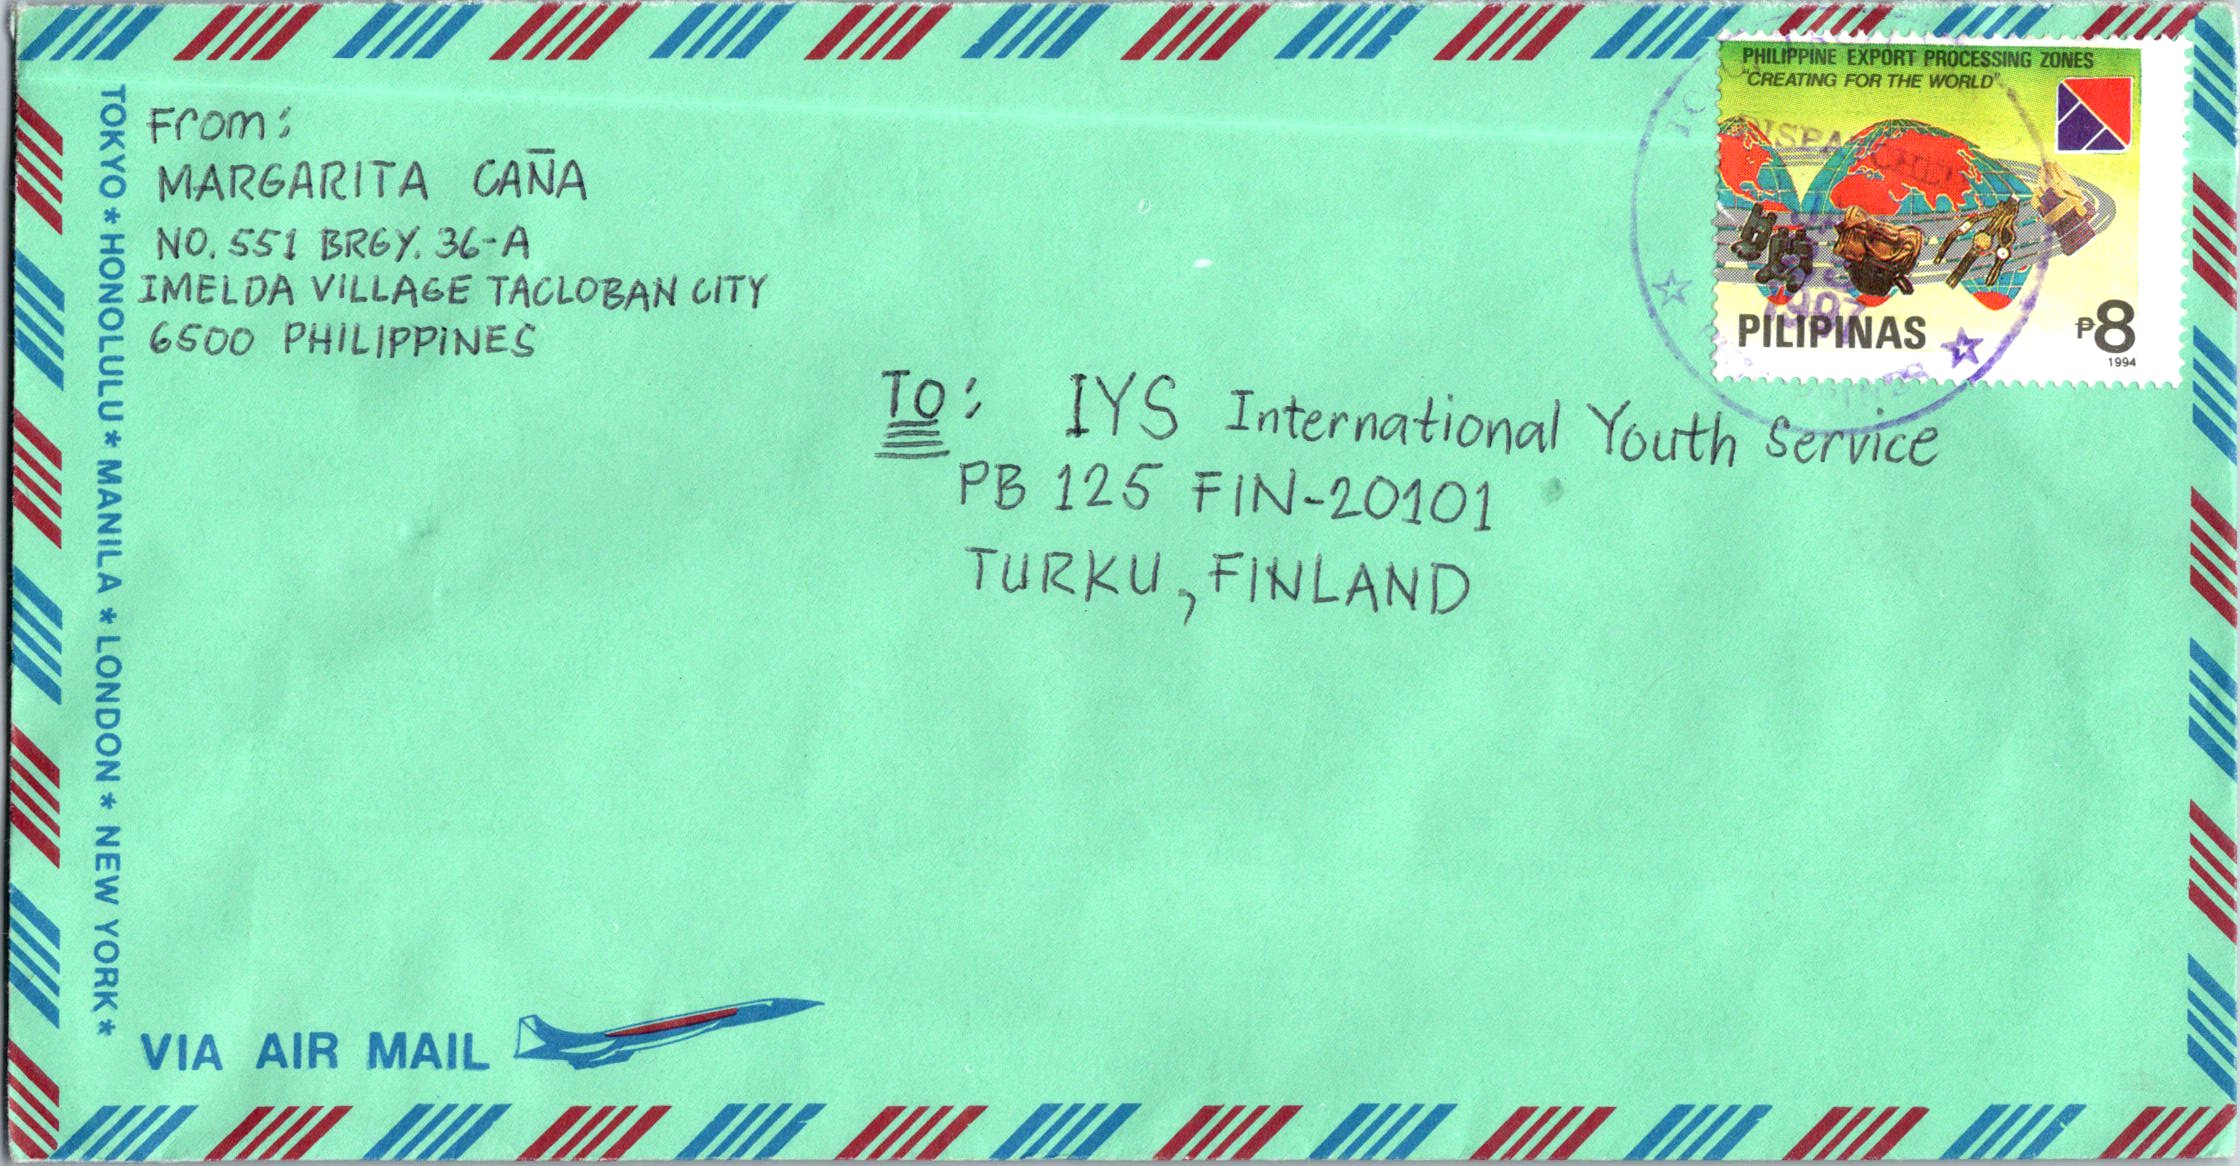 From:
MARGARITA CAÑA
NO. 551 BRGY. 36-A
IMELDA VILLAGE TACLOBAN CITY
6500 PHILIPPINES
TO: IYS International Youth Service
PB 125 FIN-20101
TURKU, FINLAND
PHILIPPINE EXPORT PROCESSING ZONES
"CREATING FOR THE WORLD"
PILIPINAS
₱8
1994
1997
TOKYO * HONOLULU * MANILA * LONDON * NEW YORK *
VIA AIR MAIL